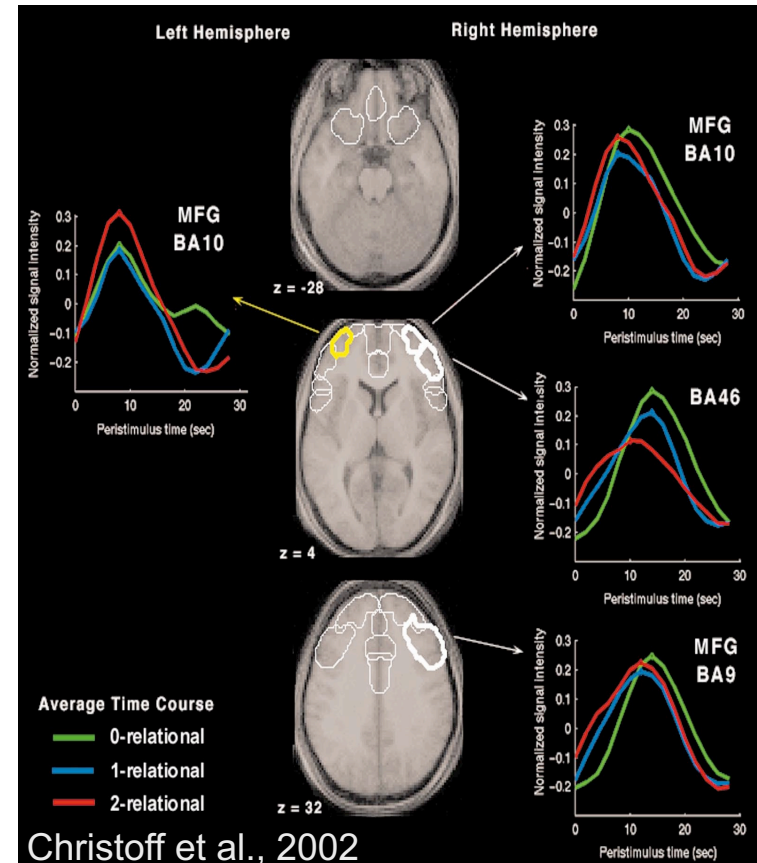 Left Hemisphere
Right Hemisphere
Normalized signal intensity
0.3
0.2
0.1
0
−0.1
−0.2
0
10
20
30
Peristimulus time (sec)
MFG
BA10
z = -28
Normalized signal intensity
0.3
0.2
0.1
0
−0.1
−0.2
0
10
20
30
Peristimulus time (sec)
MFG
BA10
z = 4
Normalized signal intensity
0.3
0.2
0.1
0
−0.1
−0.2
0
10
20
30
Peristimulus time (sec)
BA46
z = 32
Normalized signal intensity
0.3
0.2
0.1
0
−0.1
−0.2
0
10
20
30
Peristimulus time (sec)
MFG
BA9
Average Time Course
0-relational
1-relational
2-relational
Christoff et al., 2002